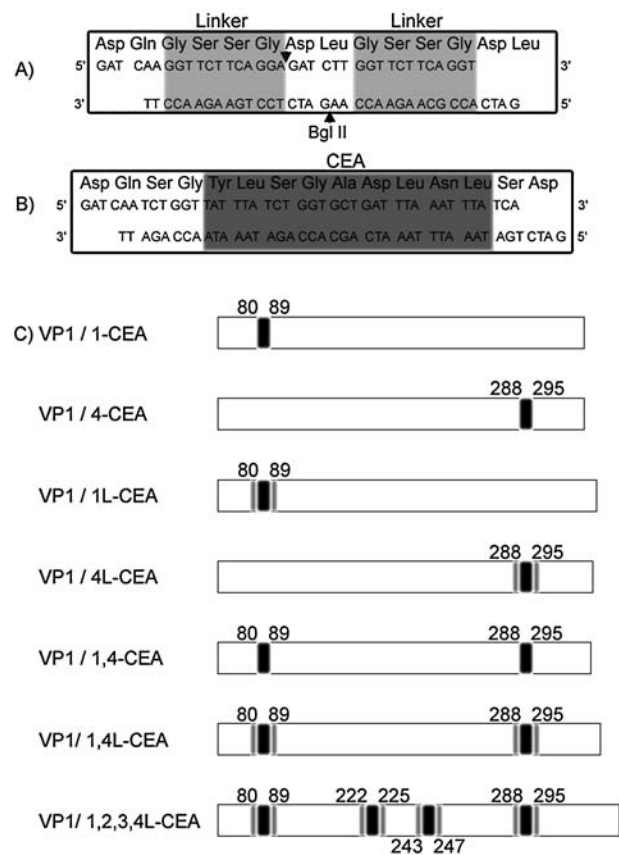 Linker Linker
Asp Gln Gly Ser Ser Gly Asp Leu Gly Ser Ser Gly Asp Leu
A) 5' GAT CAA GGT TCT TCA GGA GAT CTT GGT TCT TCA GGT 3'
3' TT CCA AGA AGT CCT CTA GAA CCA AGA ACG CCA CTA G 5'
Bgl II
CEA
Asp Gln Ser Gly Tyr Leu Ser Gly Ala Asp Leu Asn Leu Ser Asp
B) 5' GAT CAA TCT GGT TAT TTA TCT GGT GCT GAT TTA AAT TTA TCA 3'
3' TT AGA CCA ATA AAT AGA CCA CGA CTA AAT TTA AAT AGT CTA G 5'
80 89
C) VP1 / 1-CEA
288 295
VP1 / 4-CEA
80 89
VP1 / 1L-CEA
288 295
VP1 / 4L-CEA
80 89 288 295
VP1 / 1,4-CEA
80 89 288 295
VP1/ 1,4L-CEA
80 89 222 225 288 295
VP1/ 1,2,3,4L-CEA
243 247